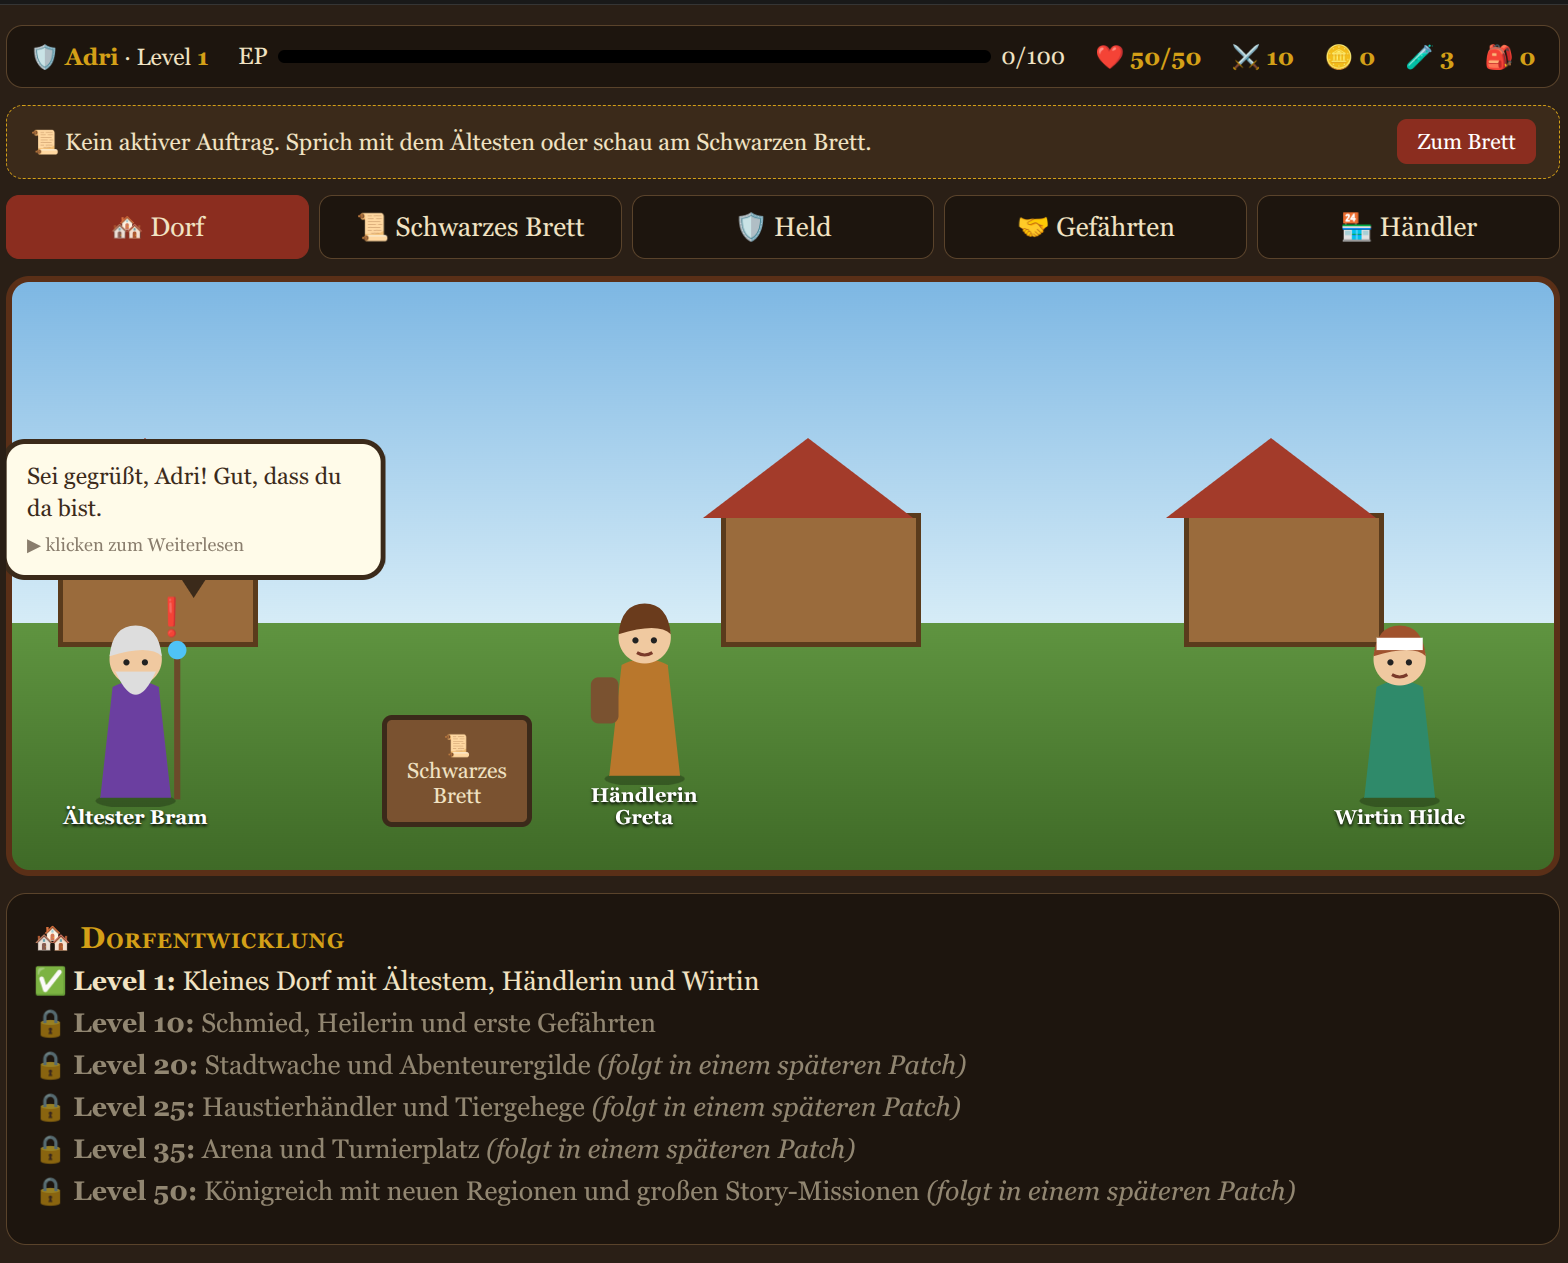 Adri · Level 1 EP 0/100 50/50 10 0 3 0
Kein aktiver Auftrag. Sprich mit dem Ältesten oder schau am Schwarzen Brett. Zum Brett
Dorf Schwarzes Brett Held Gefährten 24 Händler
Sei gegrüßt, Adri! Gut, dass du
da bist.
▶ klicken zum Weiterlesen
Schwarzes
Brett
Ältester Bram
Händlerin
Greta
Wirtin Hilde
Dorfentwicklung
Level 1: Kleines Dorf mit Ältestem, Händlerin und Wirtin
Level 10: Schmied, Heilerin und erste Gefährten
Level 20: Stadtwache und Abenteurergilde (folgt in einem späteren Patch)
Level 25: Haustierhändler und Tiergehege (folgt in einem späteren Patch)
Level 35: Arena und Turnierplatz (folgt in einem späteren Patch)
Level 50: Königreich mit neuen Regionen und großen Story-Missionen (folgt in einem späteren Patch)